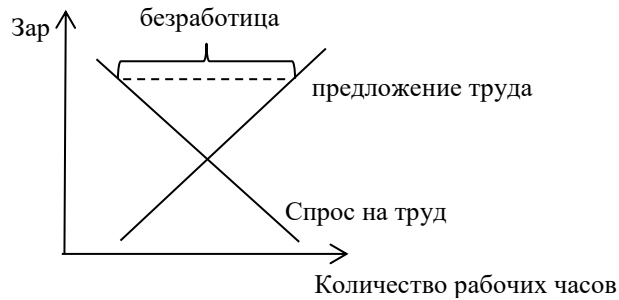 Зар
безработица
предложение труда
Спрос на труд
Количество рабочих часов